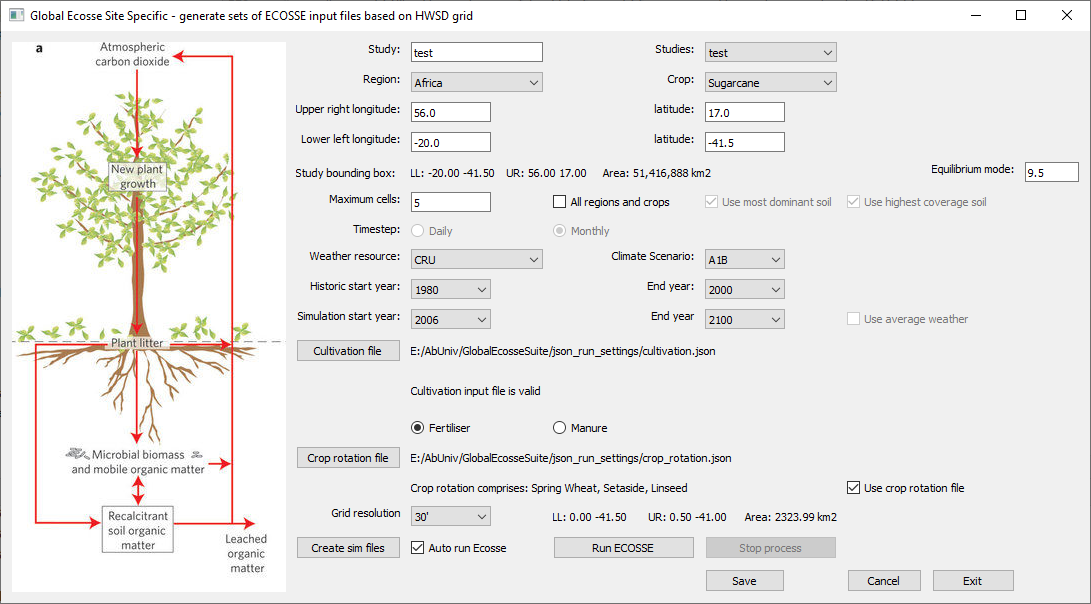 Global Ecosse Site Specific - generate sets of ECOSSE input files based on HWSD grid
a
Atmospheric
carbon dioxide
New plant
growth
Plant litter
Microbial biomass
and mobile organic matter
Recalcitrant
soil organic
matter
Leached
organic
matter
Study: test Studies: test
Region: Africa Crop: Sugarcane
Upper right longitude: 56.0 latitude: 17.0
Lower left longitude: -20.0 latitude: -41.5
Study bounding box: LL: -20.00 -41.50 UR: 56.00 17.00 Area: 51,416,888 km2 Equilibrium mode: 9.5
Maximum cells: 5 All regions and crops Use most dominant soil Use highest coverage soil
Timestep: Daily Monthly
Weather resource: CRU Climate Scenario: A1B
Historic start year: 1980 End year: 2000
Simulation start year: 2006 End year 2100 Use average weather
Cultivation file E:/AbUniv/GlobalEcosseSuite/json_run_settings/cultivation.json
Cultivation input file is valid
Fertiliser Manure
Crop rotation file E:/AbUniv/GlobalEcosseSuite/json_run_settings/crop_rotation.json
Crop rotation comprises: Spring Wheat, Setaside, Linseed Use crop rotation file
Grid resolution 30' LL: 0.00 -41.50 UR: 0.50 -41.00 Area: 2323.99 km2
Create sim files Auto run Ecosse Run ECOSSE Stop process
Save Cancel Exit